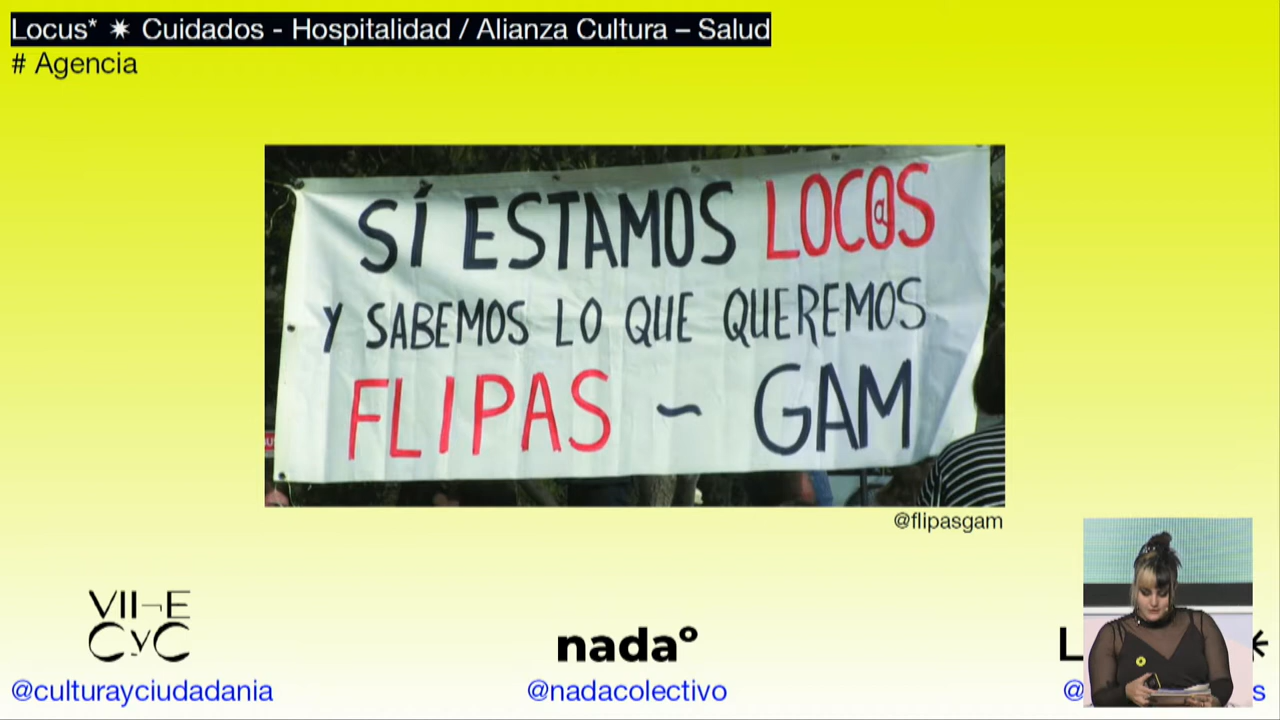 Locus* ✷ Cuidados - Hospitalidad / Alianza Cultura – Salud
# Agencia
SÍ ESTAMOS LOC@S
Y SABEMOS LO QUE QUEREMOS
FLIPAS ~ GAM
@flipasgam
VII¬E
CyC
nadaº
@culturayciudadania
@nadacolectivo